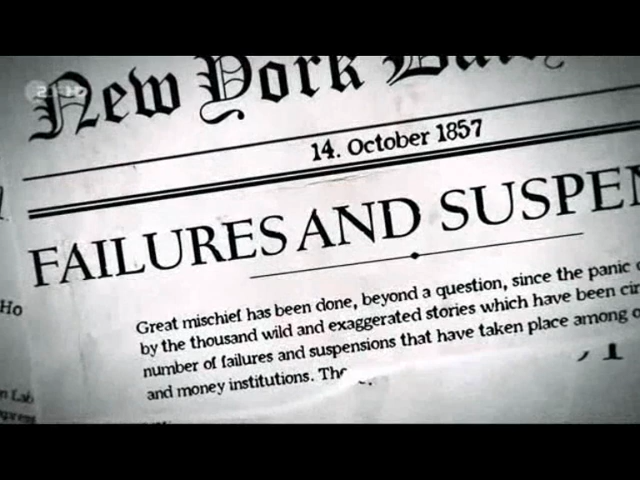 New York
14. October 1857
FAILURES AND SUSPEN
Great mischief has been done, beyond a question, since the panic
by the thousand wild and exaggerated stories which have been cir
number of failures and suspensions that have taken place among
and money institutions. The
Ho